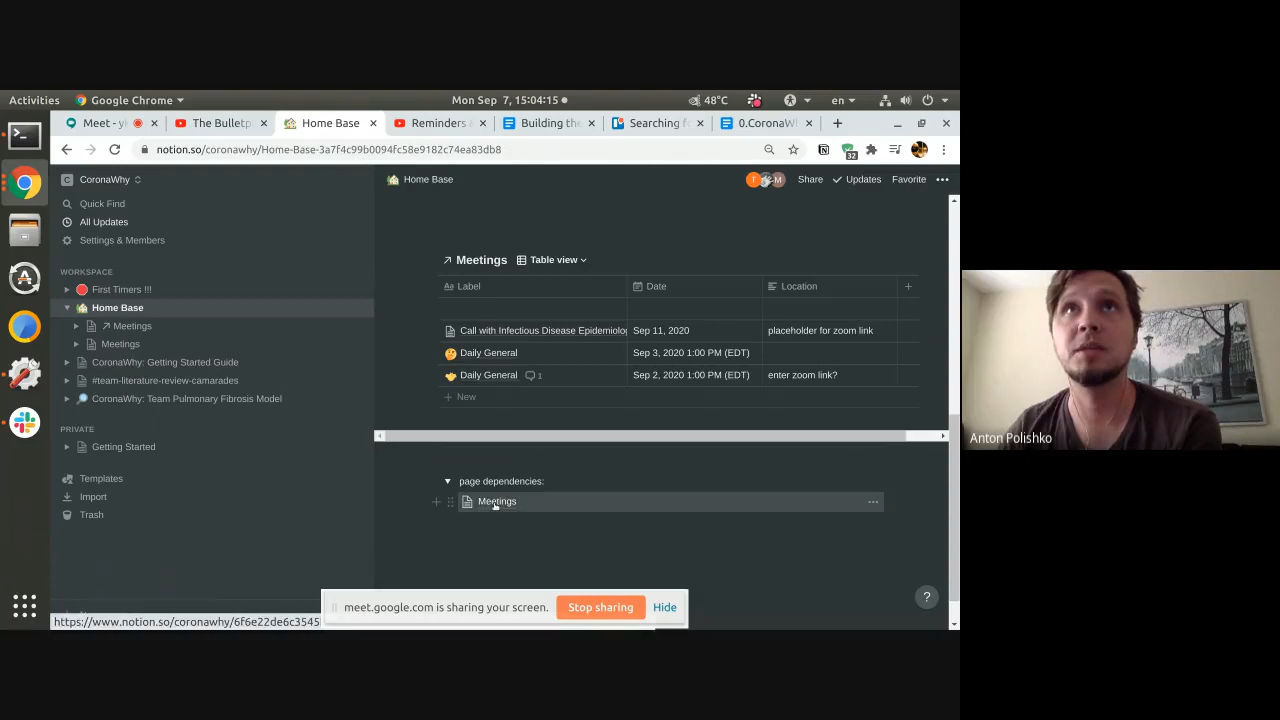 Activities
Google Chrome
Mon Sep 7, 15:04:15
48°C
en
Meet - y
The Bulletp
Home Base
Reminders
Building the
Searching fo
0.CoronaWh
notion.so/coronawhy/Home-Base-3a7f4c99b0094fc58e9182c74ea83db8
32
C
CoronaWhy
Home Base
T
M
Share
Updates
Favorite
Quick Find
All Updates
Settings & Members
WORKSPACE
First Timers !!!
Home Base
Meetings
Meetings
CoronaWhy: Getting Started Guide
#team-literature-review-camarades
CoronaWhy: Team Pulmonary Fibrosis Model
PRIVATE
Getting Started
Templates
Import
Trash
Meetings
Table view
Aa Label
Date
Location
Call with Infectious Disease Epidemiolog
Sep 11, 2020
placeholder for zoom link
Daily General
Sep 3, 2020 1:00 PM (EDT)
Daily General
1
Sep 2, 2020 1:00 PM (EDT)
enter zoom link?
+ New
page dependencies:
Meetings
?
meet.google.com is sharing your screen.
Stop sharing
Hide
https://www.notion.so/coronawhy/6f6e22de6c3545
Anton Polishko